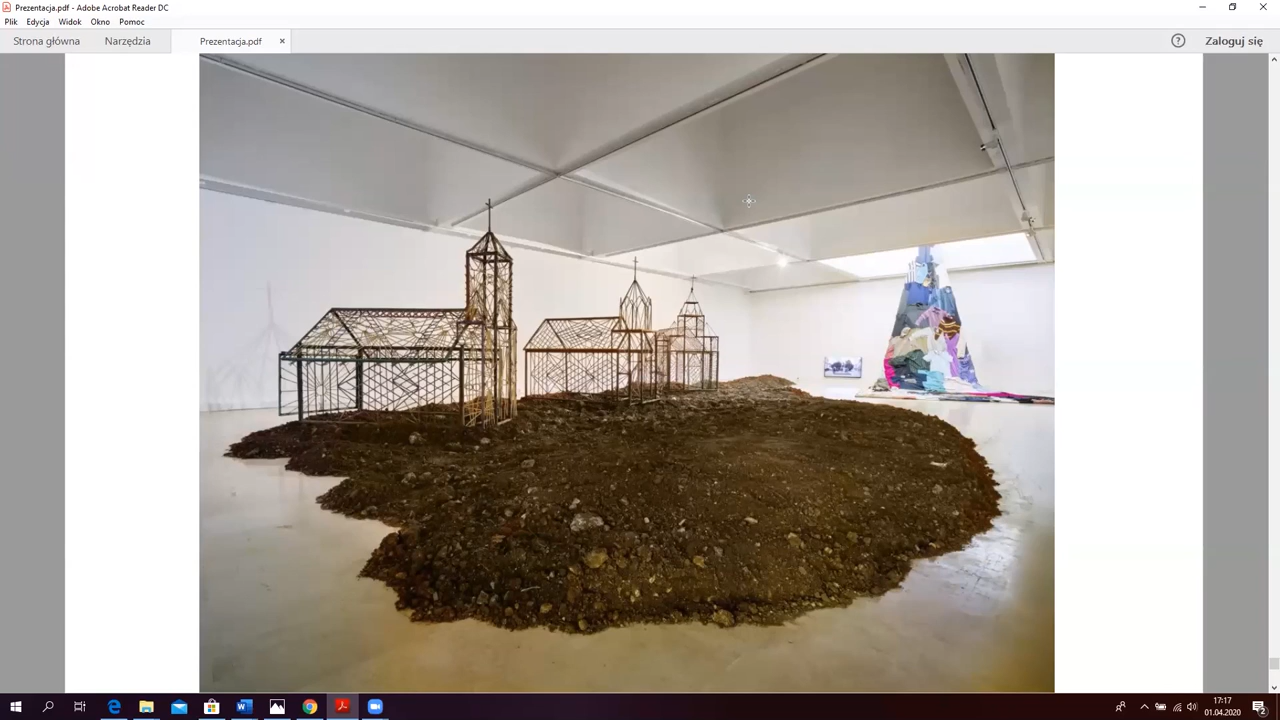 Prezentacja.pdf - Adobe Acrobat Reader DC
Plik Edycja Widok Okno Pomoc
Strona główna Narzędzia Prezentacja.pdf × ? Zaloguj się
17:17
01.04.2020
2